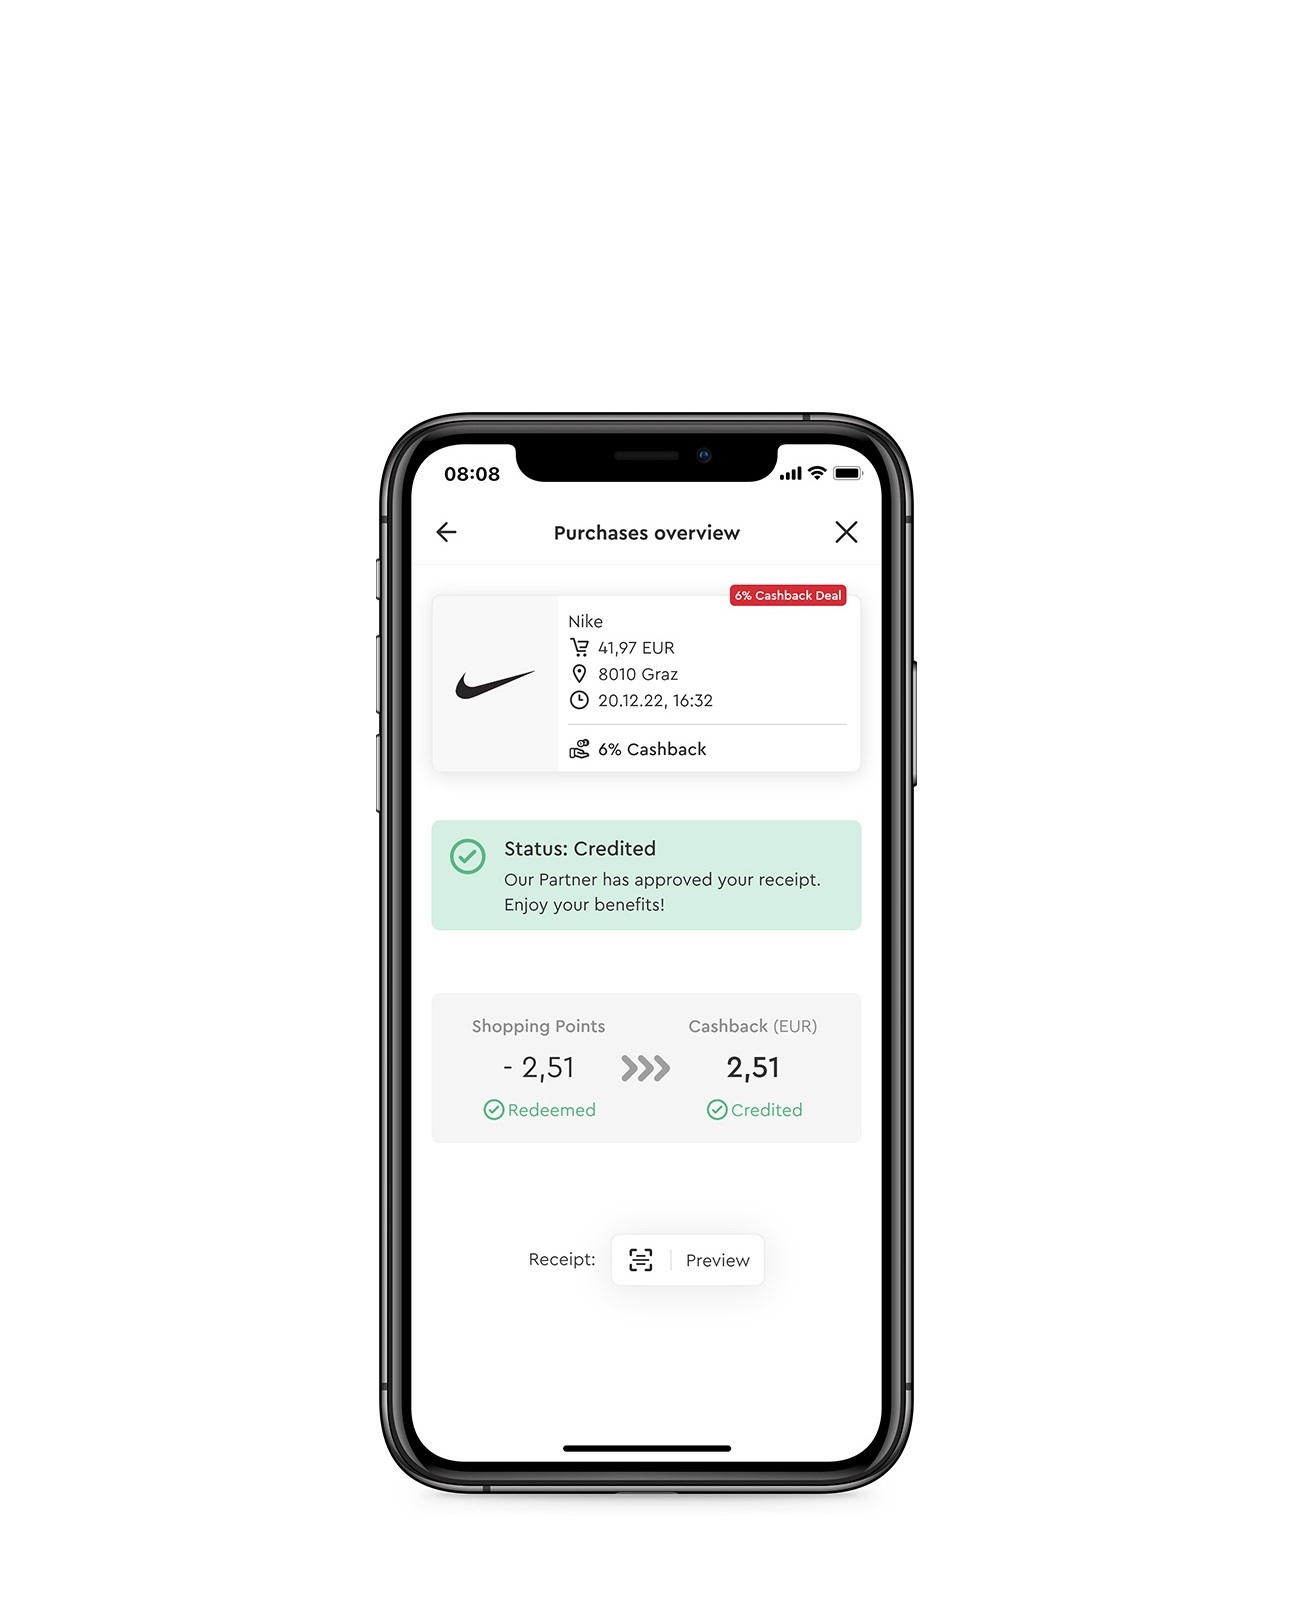 08:08
Purchases overview
6% Cashback Deal
Nike
41,97 EUR
8010 Graz
20.12.22, 16:32
6% Cashback
Status: Credited
Our Partner has approved your receipt.
Enjoy your benefits!
Shopping Points Cashback (EUR)
- 2,51 2,51
Redeemed Credited
Receipt: Preview